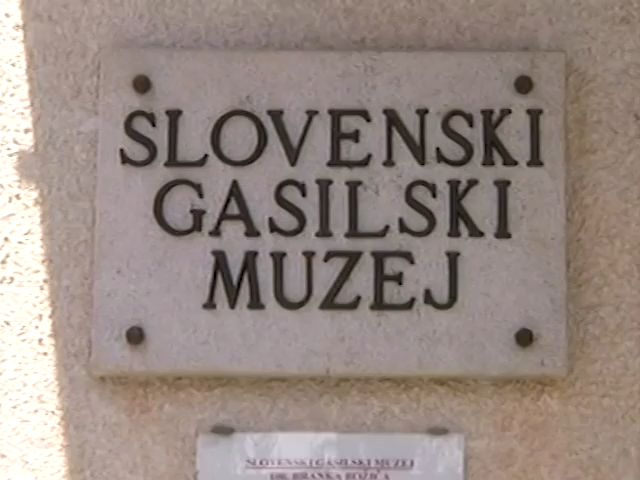 SLOVENSKI
GASILSKI
MUZEJ
SLOVENSKI GASILSKI MUZEJ
DR. BRANKA BOŽIČA